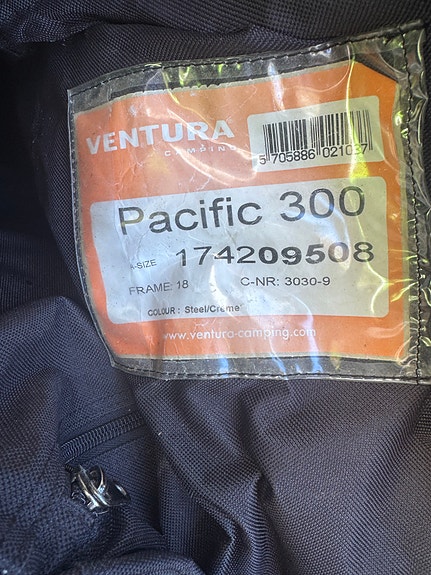 VENTURA
CAMPING
5 705886 021037
Pacific 300
A-SIZE 174209508
FRAME: 18 C-NR: 3030-9
COLOUR : Steel/Creme
www.ventura-camping.com